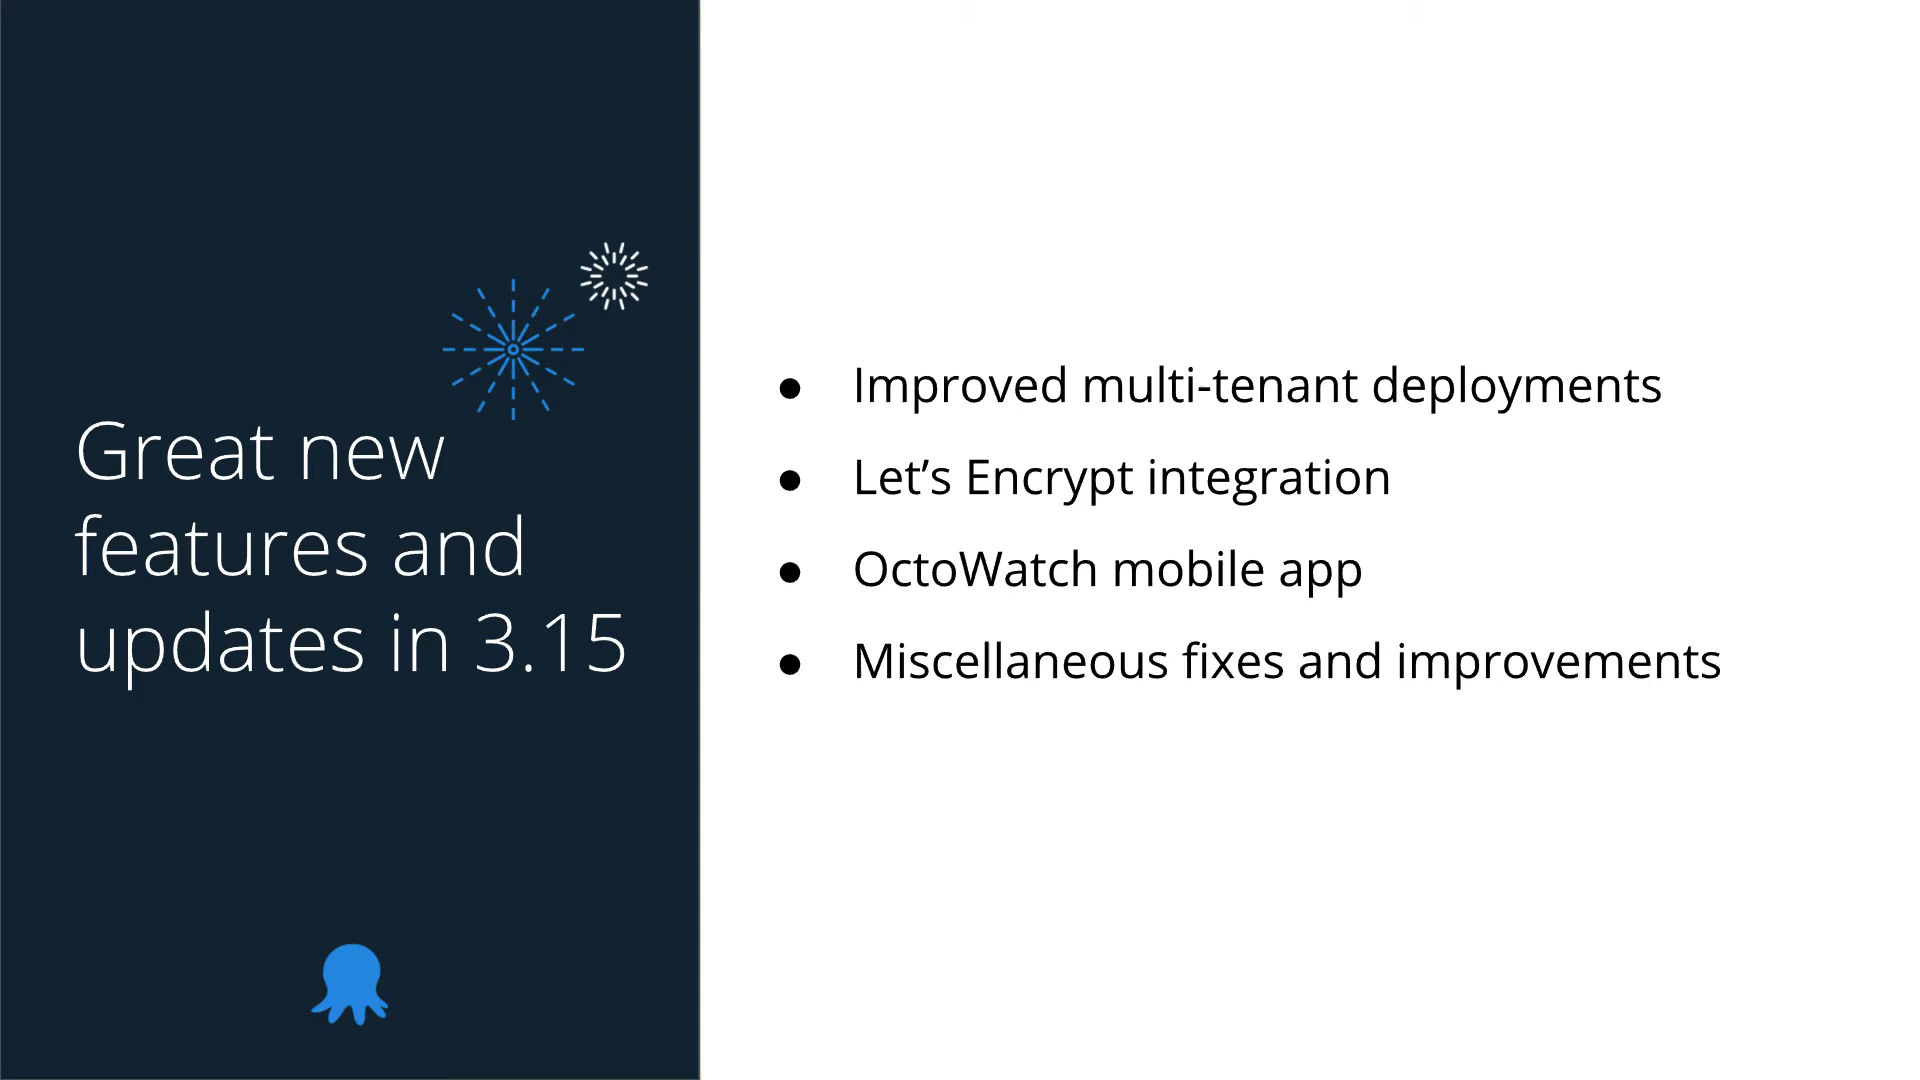 Great new
features and
updates in 3.15
● Improved multi-tenant deployments
● Let’s Encrypt integration
● OctoWatch mobile app
● Miscellaneous fixes and improvements